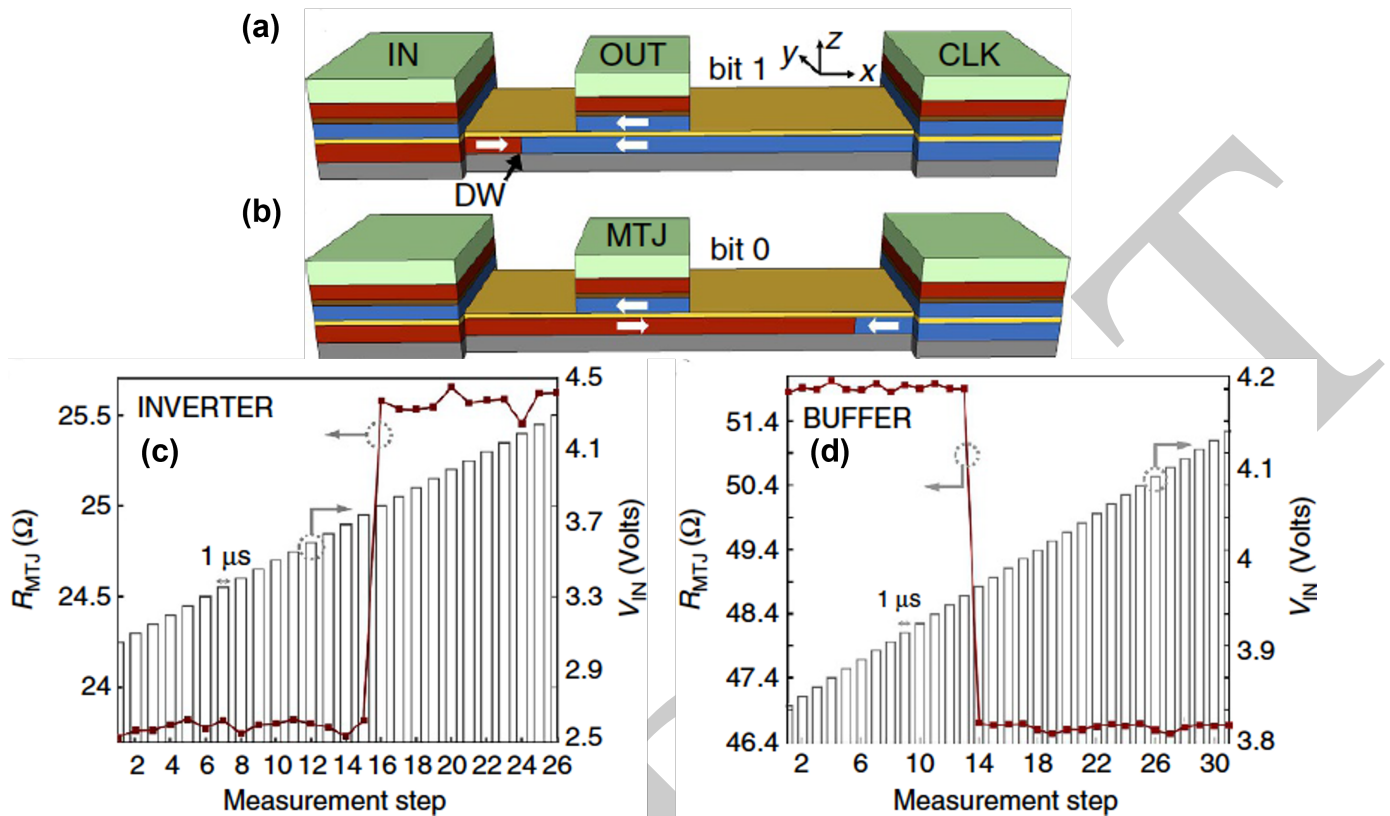 (a)
IN
OUT
bit 1
z
y
x
CLK
DW
(b)
MTJ
bit 0
INVERTER
(c)
1 μs
R_MTJ (Ω)
25.5
25
24.5
24
4.5
4.1
3.7
3.3
2.9
2.5
V_IN (Volts)
2 4 6 8 10 12 14 16 18 20 22 24 26
Measurement step
BUFFER
(d)
1 μs
R_MTJ (Ω)
51.4
50.4
49.4
48.4
47.4
46.4
4.2
4.1
4
3.9
3.8
V_IN (Volts)
2 6 10 14 18 22 26 30
Measurement step
T